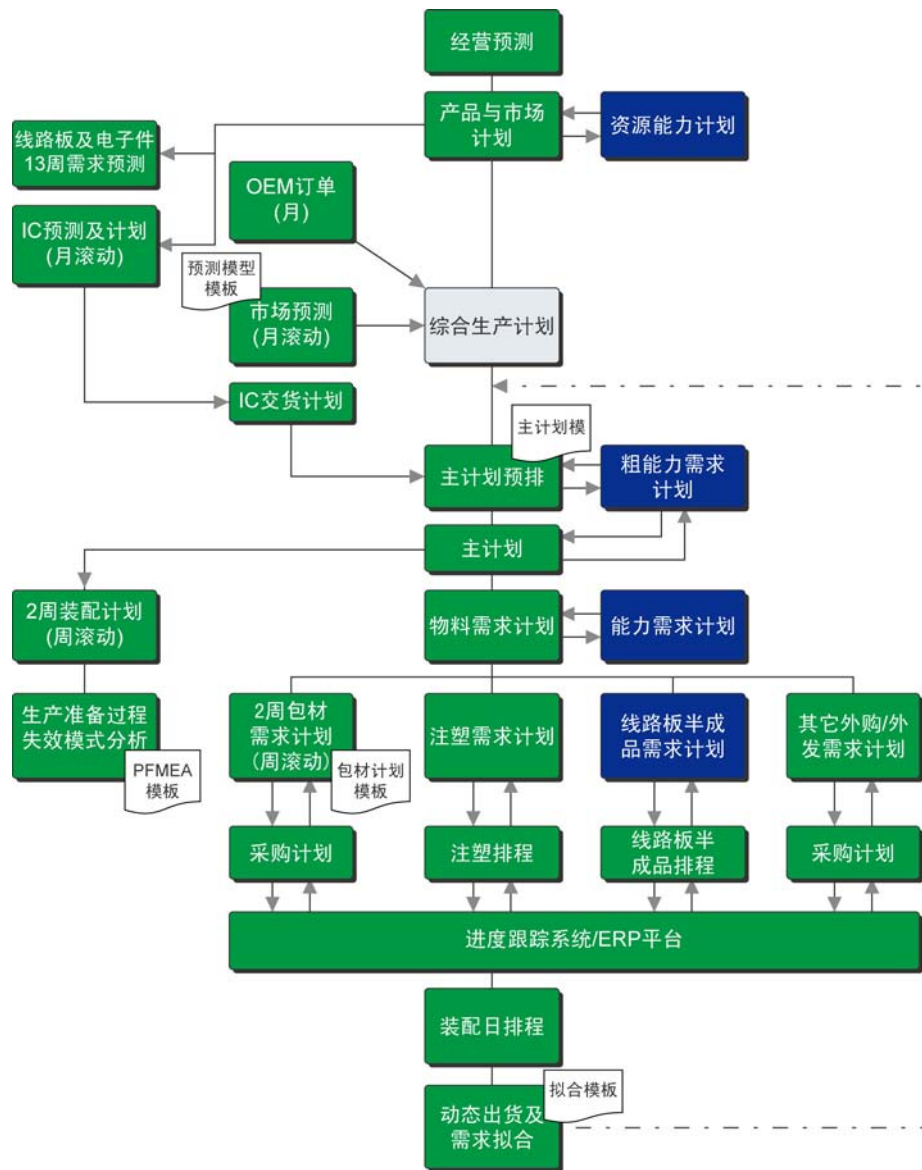 经营预测
产品与市场
计划
资源能力计划
线路板及电子件
13周需求预测
OEM订单
(月)
IC预测及计划
(月滚动)
预测模型
模板
市场预测
(月滚动)
综合生产计划
IC交货计划
主计划模
主计划预排
粗能力需求
计划
主计划
2周装配计划
(周滚动)
物料需求计划
能力需求计划
生产准备过程
失效模式分析
PFMEA
模板
2周包材
需求计划
(周滚动)
包材计划
模板
注塑需求计划
线路板半成
品需求计划
其它外购/外
发需求计划
采购计划
注塑排程
线路板半
成品排程
采购计划
进度跟踪系统/ERP平台
装配日排程
拟合模板
动态出货及
需求拟合